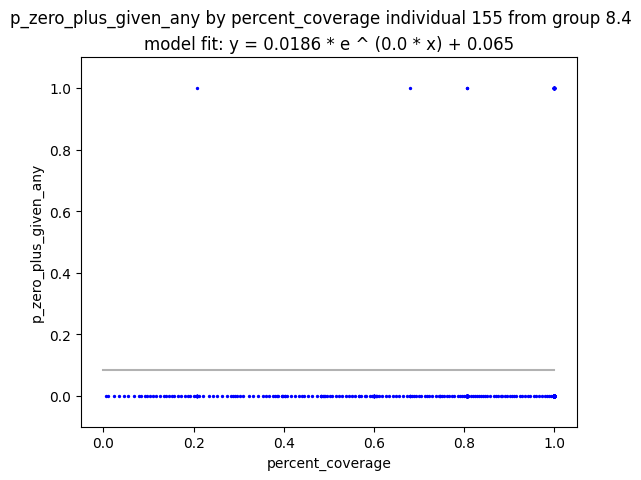 p_zero_plus_given_any by percent_coverage individual 155 from group 8.4
model fit: y = 0.0186 * e ^ (0.0 * x) + 0.065
p_zero_plus_given_any
1.0
0.8
0.6
0.4
0.2
0.0
0.0 0.2 0.4 0.6 0.8 1.0
percent_coverage